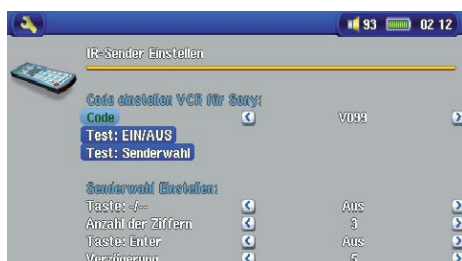 93 02 12
IR-Sender Einstellen
Code einstellen VCR für Sony:
Code V099
Test: EIN/AUS
Test: Senderwahl
Senderwahl Einstellen:
Taste: -/-- Aus
Anzahl der Ziffern 3
Taste: Enter Aus
Verzögerung 5